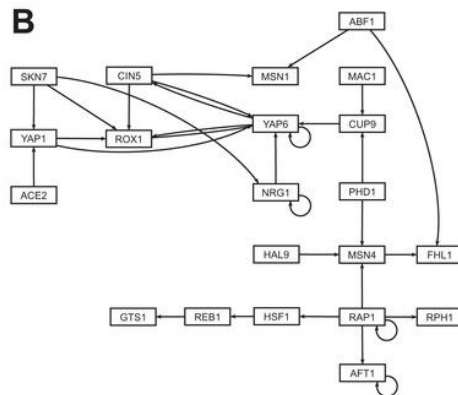 B
ABF1
SKN7 CIN5 MSN1 MAC1
YAP1 ROX1 YAP6 CUP9
ACE2 NRG1 PHD1
HAL9 MSN4 FHL1
GTS1 REB1 HSF1 RAP1 RPH1
AFT1